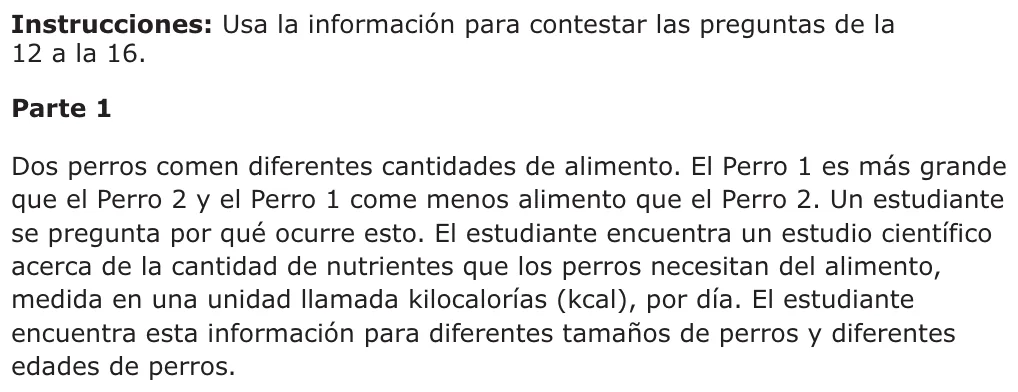 Instrucciones: Usa la información para contestar las preguntas de la
12 a la 16.
Parte 1
Dos perros comen diferentes cantidades de alimento. El Perro 1 es más grande
que el Perro 2 y el Perro 1 come menos alimento que el Perro 2. Un estudiante
se pregunta por qué ocurre esto. El estudiante encuentra un estudio científico
acerca de la cantidad de nutrientes que los perros necesitan del alimento,
medida en una unidad llamada kilocalorías (kcal), por día. El estudiante
encuentra esta información para diferentes tamaños de perros y diferentes
edades de perros.